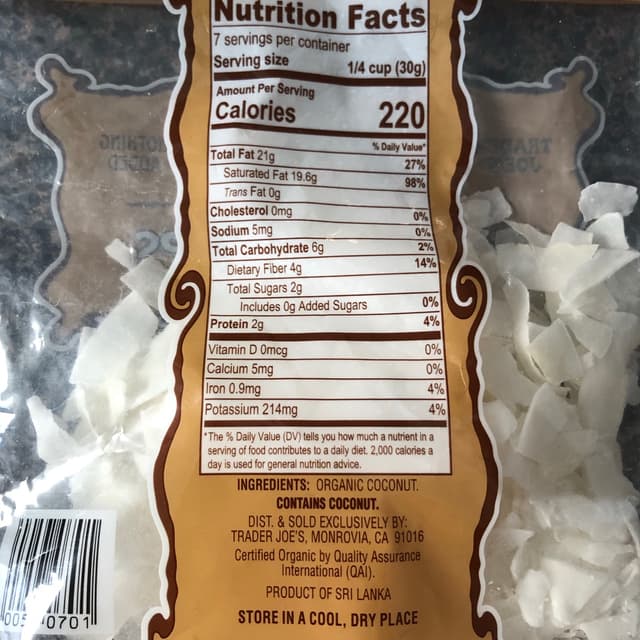 Nutrition Facts
7 servings per container
Serving size 1/4 cup (30g)
Amount Per Serving
Calories 220
% Daily Value*
Total Fat 21g 27%
Saturated Fat 19.6g 98%
Trans Fat 0g
Cholesterol 0mg 0%
Sodium 5mg 0%
Total Carbohydrate 6g 2%
Dietary Fiber 4g 14%
Total Sugars 2g
Includes 0g Added Sugars 0%
Protein 2g 4%
Vitamin D 0mcg 0%
Calcium 5mg 0%
Iron 0.9mg 4%
Potassium 214mg 4%
*The % Daily Value (DV) tells you how much a nutrient in a
serving of food contributes to a daily diet. 2,000 calories a
day is used for general nutrition advice.
INGREDIENTS: ORGANIC COCONUT.
CONTAINS COCONUT.
DIST. & SOLD EXCLUSIVELY BY:
TRADER JOE'S, MONROVIA, CA 91016
Certified Organic by Quality Assurance
International (QAI).
PRODUCT OF SRI LANKA
STORE IN A COOL, DRY PLACE